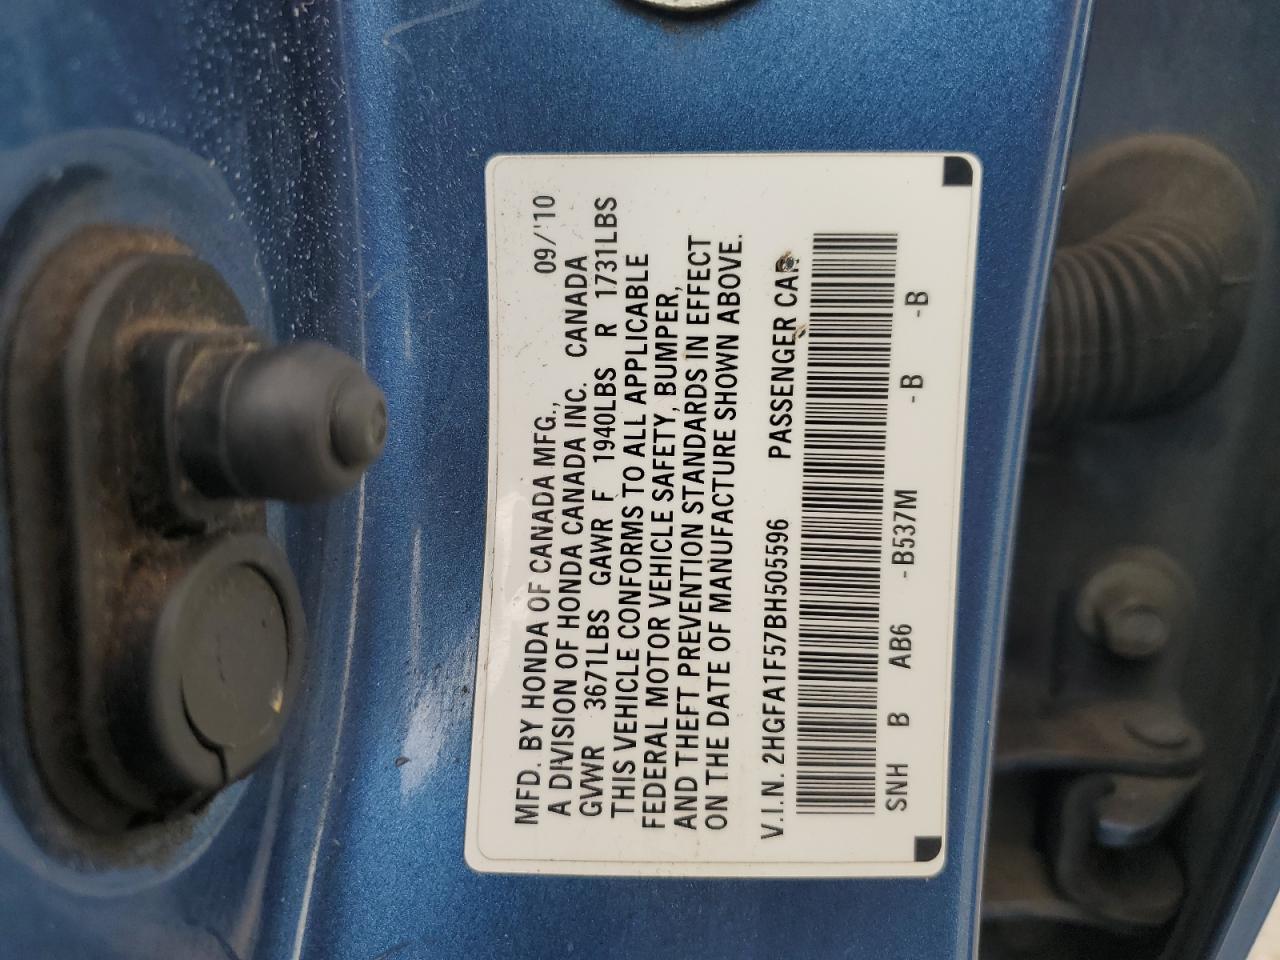 MFD. BY HONDA OF CANADA MFG., 09/'10
A DIVISION OF HONDA CANADA INC. CANADA
GVWR 3671LBS GAWR F 1940LBS R 1731LBS
THIS VEHICLE CONFORMS TO ALL APPLICABLE
FEDERAL MOTOR VEHICLE SAFETY, BUMPER,
AND THEFT PREVENTION STANDARDS IN EFFECT
ON THE DATE OF MANUFACTURE SHOWN ABOVE.
V.I.N. 2HGFA1F57BH505596 PASSENGER CAR
SNH B AB6 -B537M -B -B